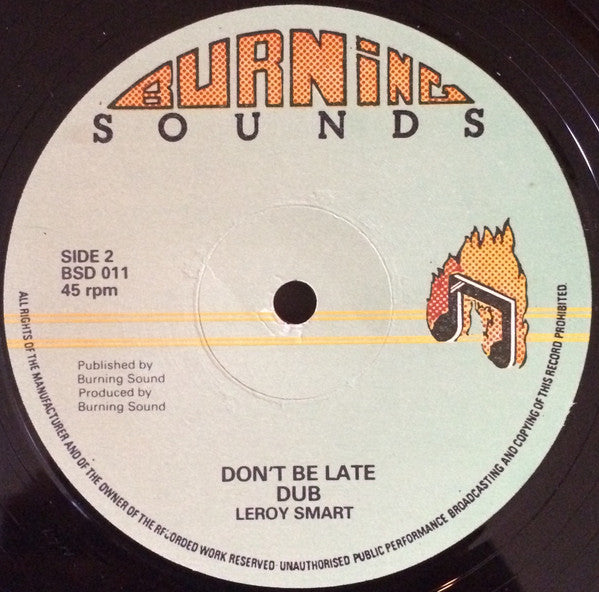 BURNING
SOUNDS
SIDE 2
BSD 011
45 rpm
Published by
Burning Sound
Produced by
Burning Sound
DON'T BE LATE
DUB
LEROY SMART
ALL RIGHTS OF THE MANUFACTURER AND OF THE OWNER OF THE RECORDED WORK RESERVED · UNAUTHORISED PUBLIC PERFORMANCE BROADCASTING AND COPYING OF THIS RECORD PROHIBITED.